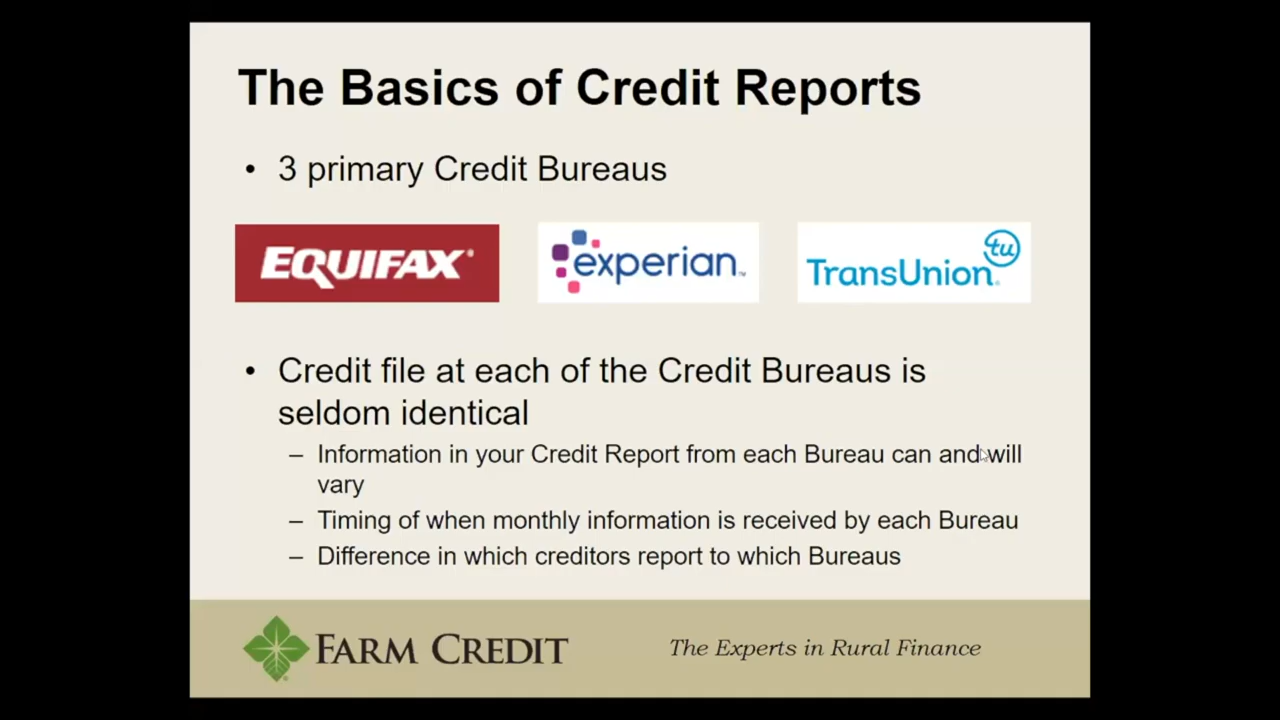 The Basics of Credit Reports
• 3 primary Credit Bureaus
EQUIFAX®
experian™
TransUnion®
tu
• Credit file at each of the Credit Bureaus is
seldom identical
– Information in your Credit Report from each Bureau can and will
vary
– Timing of when monthly information is received by each Bureau
– Difference in which creditors report to which Bureaus
FARM CREDIT
The Experts in Rural Finance